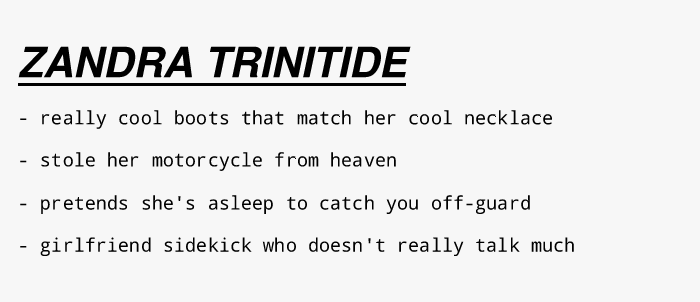 ZANDRA TRINITIDE
- really cool boots that match her cool necklace
- stole her motorcycle from heaven
- pretends she's asleep to catch you off-guard
- girlfriend sidekick who doesn't really talk much